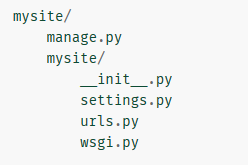 mysite/
    manage.py
    mysite/
        __init__.py
        settings.py
        urls.py
        wsgi.py